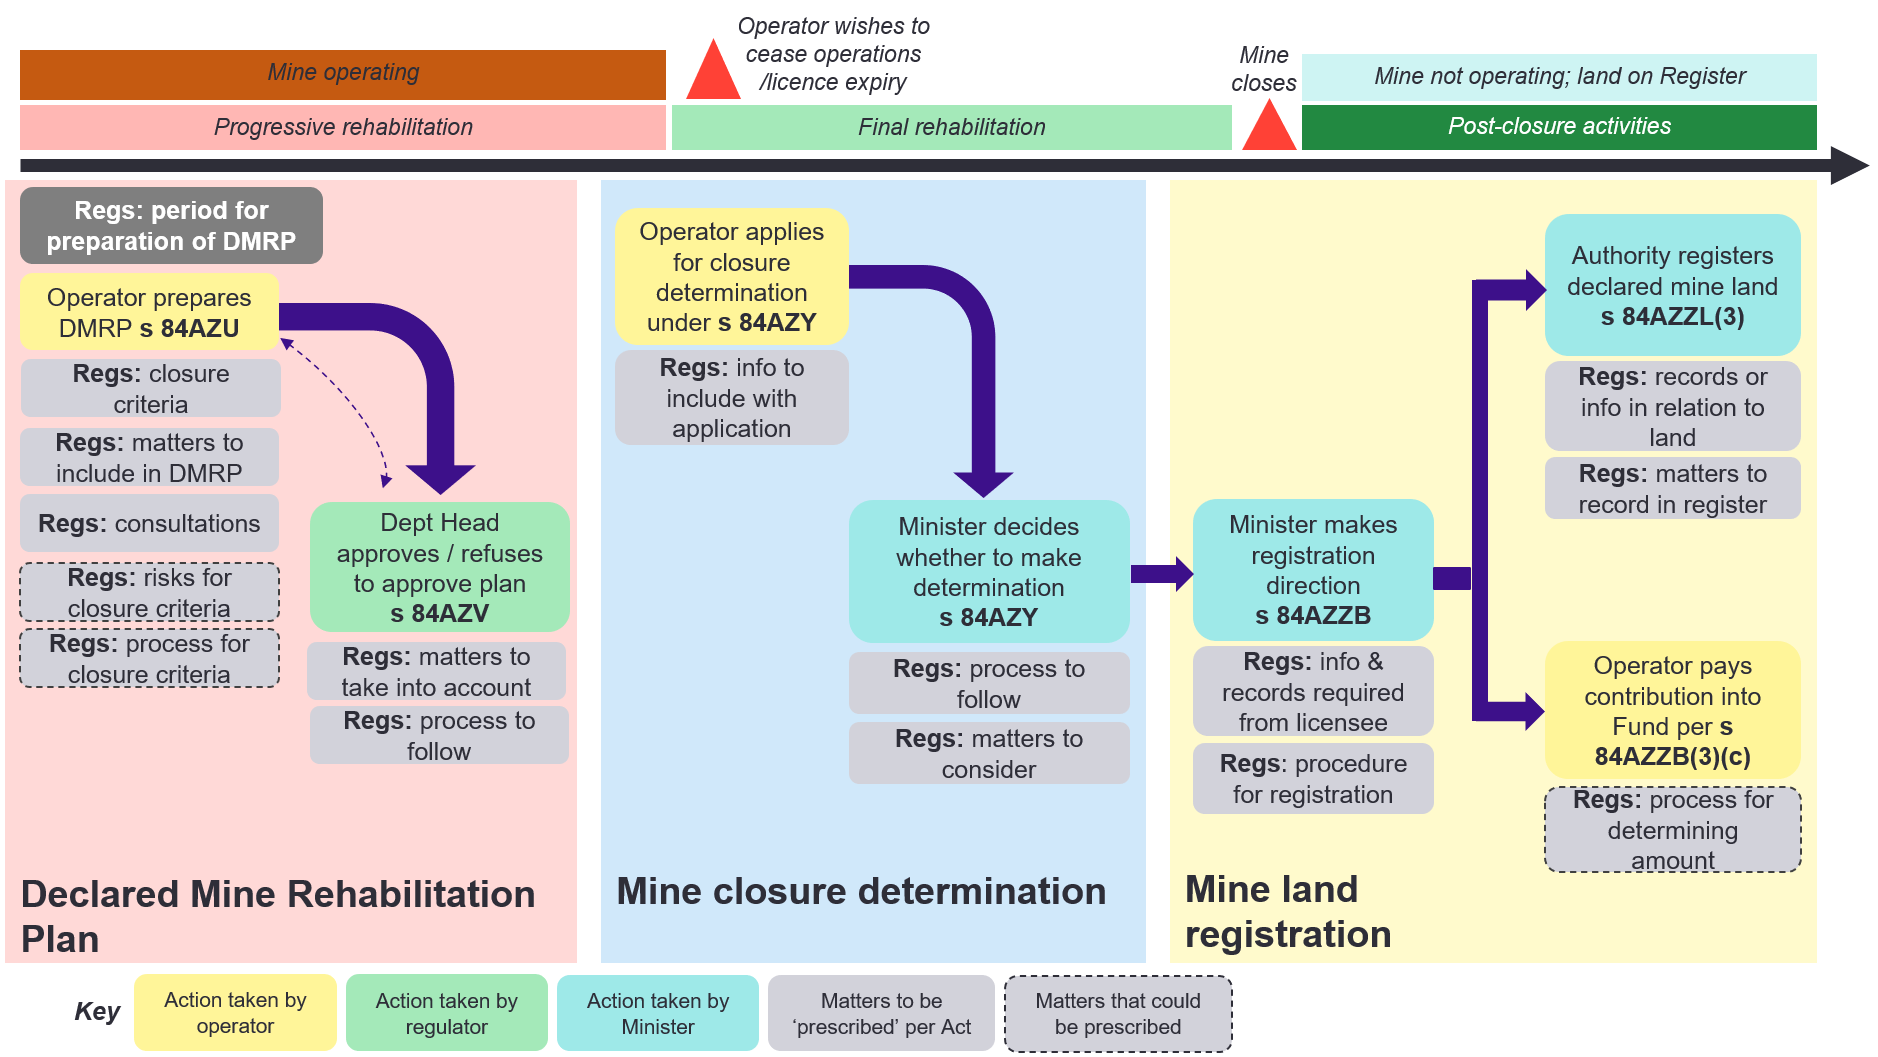 Operator wishes to
cease operations
/licence expiry
Mine
closes
Mine operating
Mine not operating; land on Register
Progressive rehabilitation
Final rehabilitation
Post-closure activities
Regs: period for
preparation of DMRP
Operator prepares
DMRP s 84AZU
Regs: closure
criteria
Regs: matters to
include in DMRP
Regs: consultations
Regs: risks for
closure criteria
Regs: process for
closure criteria
Dept Head
approves / refuses
to approve plan
s 84AZV
Regs: matters to
take into account
Regs: process to
follow
Declared Mine Rehabilitation
Plan
Operator applies
for closure
determination
under s 84AZY
Regs: info to
include with
application
Minister decides
whether to make
determination
s 84AZY
Regs: process to
follow
Regs: matters to
consider
Mine closure determination
Minister makes
registration
direction
s 84AZZB
Regs: info &
records required
from licensee
Regs: procedure
for registration
Authority registers
declared mine land
s 84AZZL(3)
Regs: records or
info in relation to
land
Regs: matters to
record in register
Operator pays
contribution into
Fund per s
84AZZB(3)(c)
Regs: process for
determining
amount
Mine land
registration
Key
Action taken by
operator
Action taken by
regulator
Action taken by
Minister
Matters to be
‘prescribed’ per Act
Matters that could
be prescribed